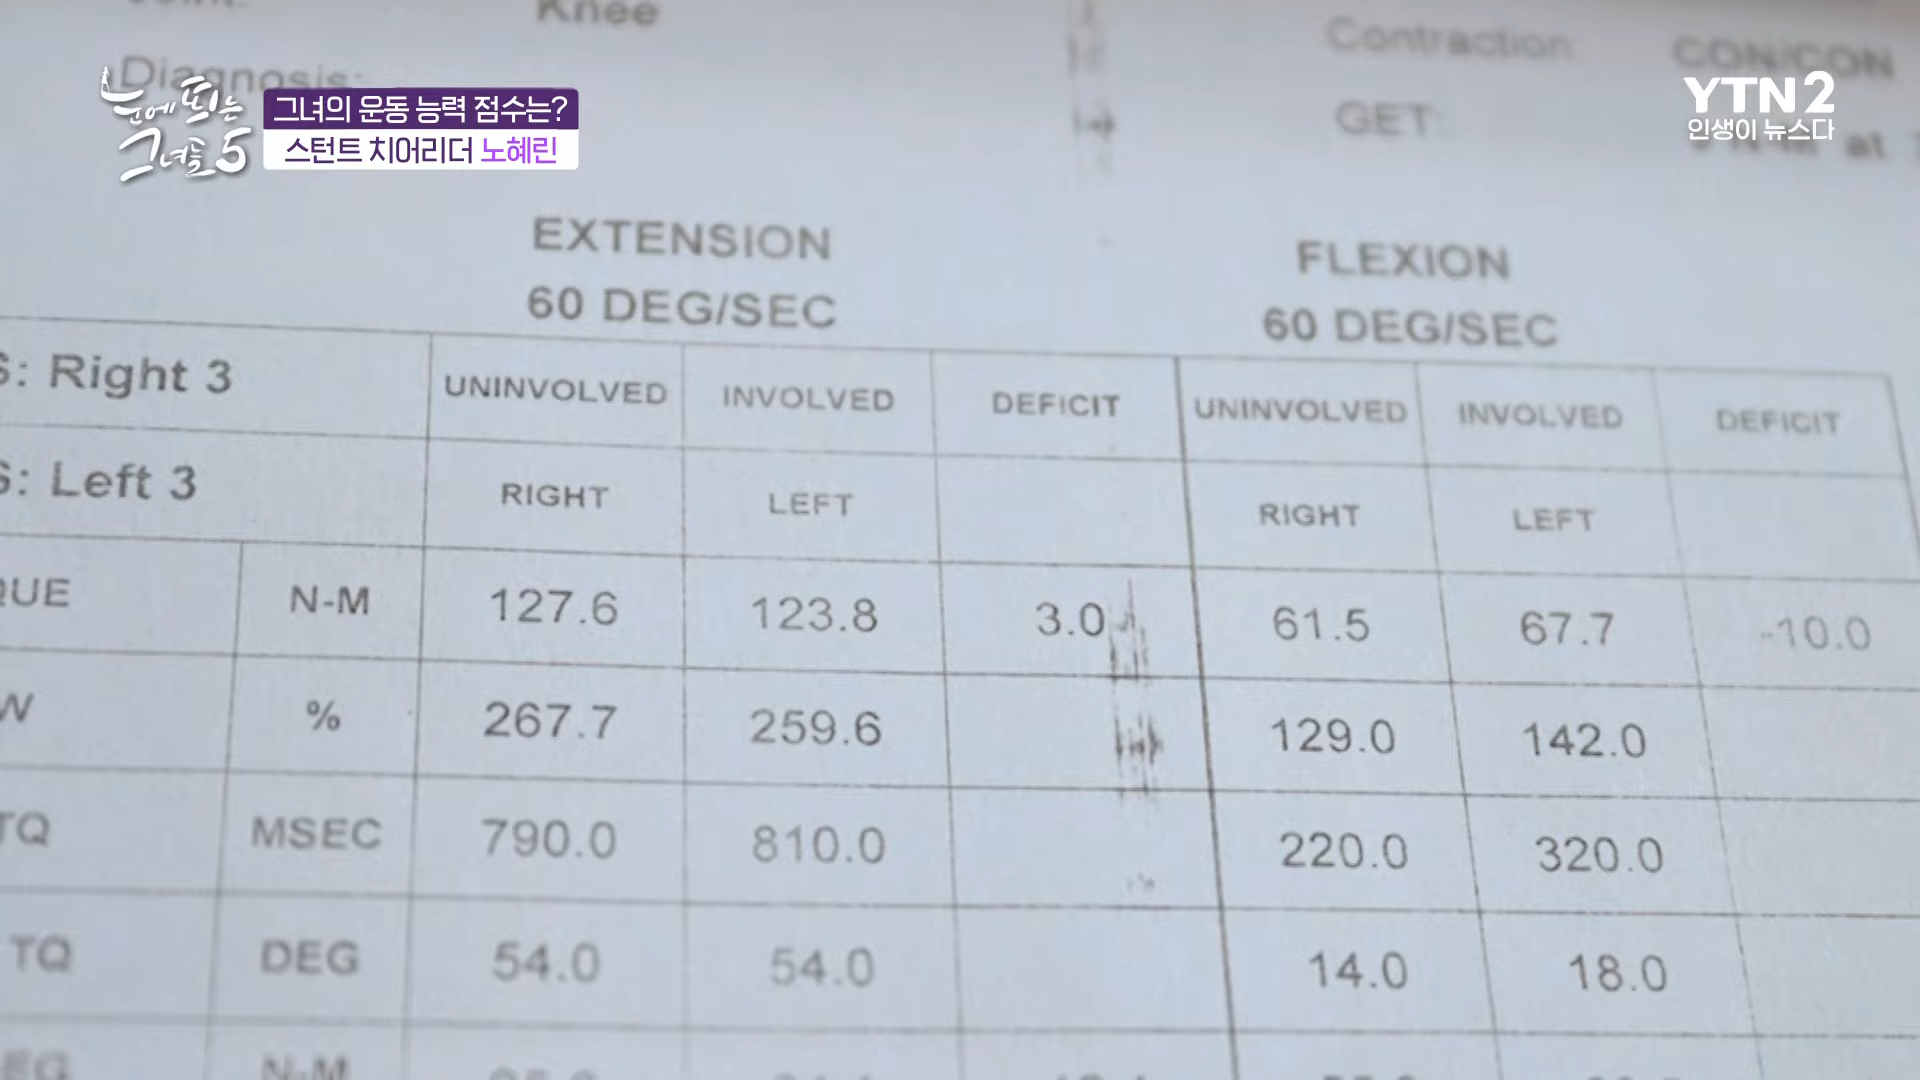 Knee
Contraction: CON/CON
Diagnosis:
GET:
at
눈에 띄는
그녀들 5
그녀의 운동 능력 점수는?
스턴트 치어리더 노혜린
YTN2
인생이 뉴스다
EXTENSION FLEXION
60 DEG/SEC 60 DEG/SEC
S: Right 3 UNINVOLVED INVOLVED DEFICIT UNINVOLVED INVOLVED DEFICIT
S: Left 3 RIGHT LEFT RIGHT LEFT
QUE N-M 127.6 123.8 3.0 61.5 67.7 -10.0
W % 267.7 259.6 129.0 142.0
TQ MSEC 790.0 810.0 220.0 320.0
TQ DEG 54.0 54.0 14.0 18.0
EG N-M